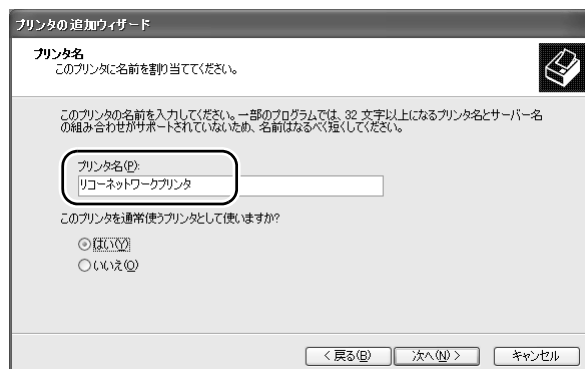 プリンタの追加ウィザード
プリンタ名
このプリンタに名前を割り当ててください。
このプリンタの名前を入力してください。一部のプログラムでは、32 文字以上になるプリンタ名とサーバー名
の組み合わせがサポートされていないため、名前はなるべく短くしてください。
プリンタ名(P):
リコーネットワークプリンタ
このプリンタを通常使うプリンタとして使いますか?
はい(Y)
いいえ(O)
< 戻る(B) 次へ(N) > キャンセル